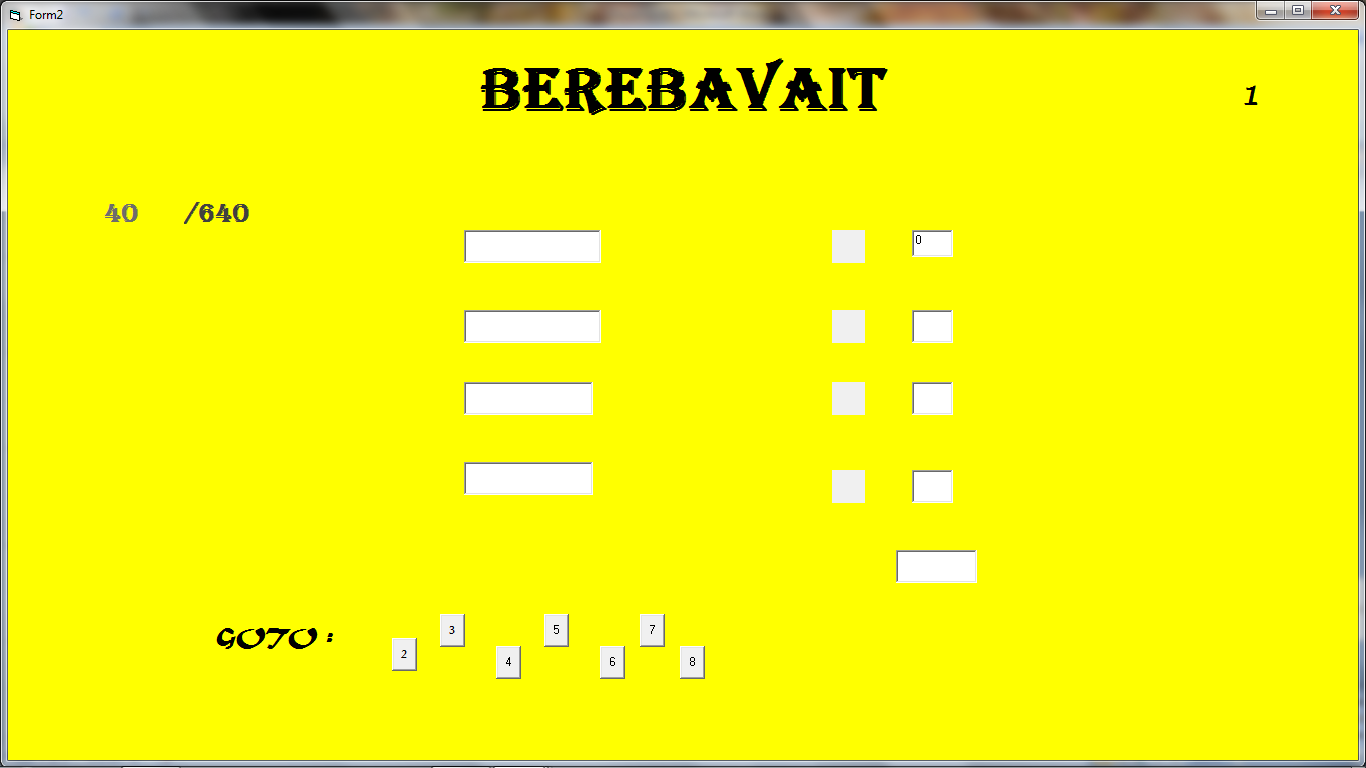 Form2
BEREBAVAIT
1
40 /640
0
GOTO :
2 3 4 5 6 7 8